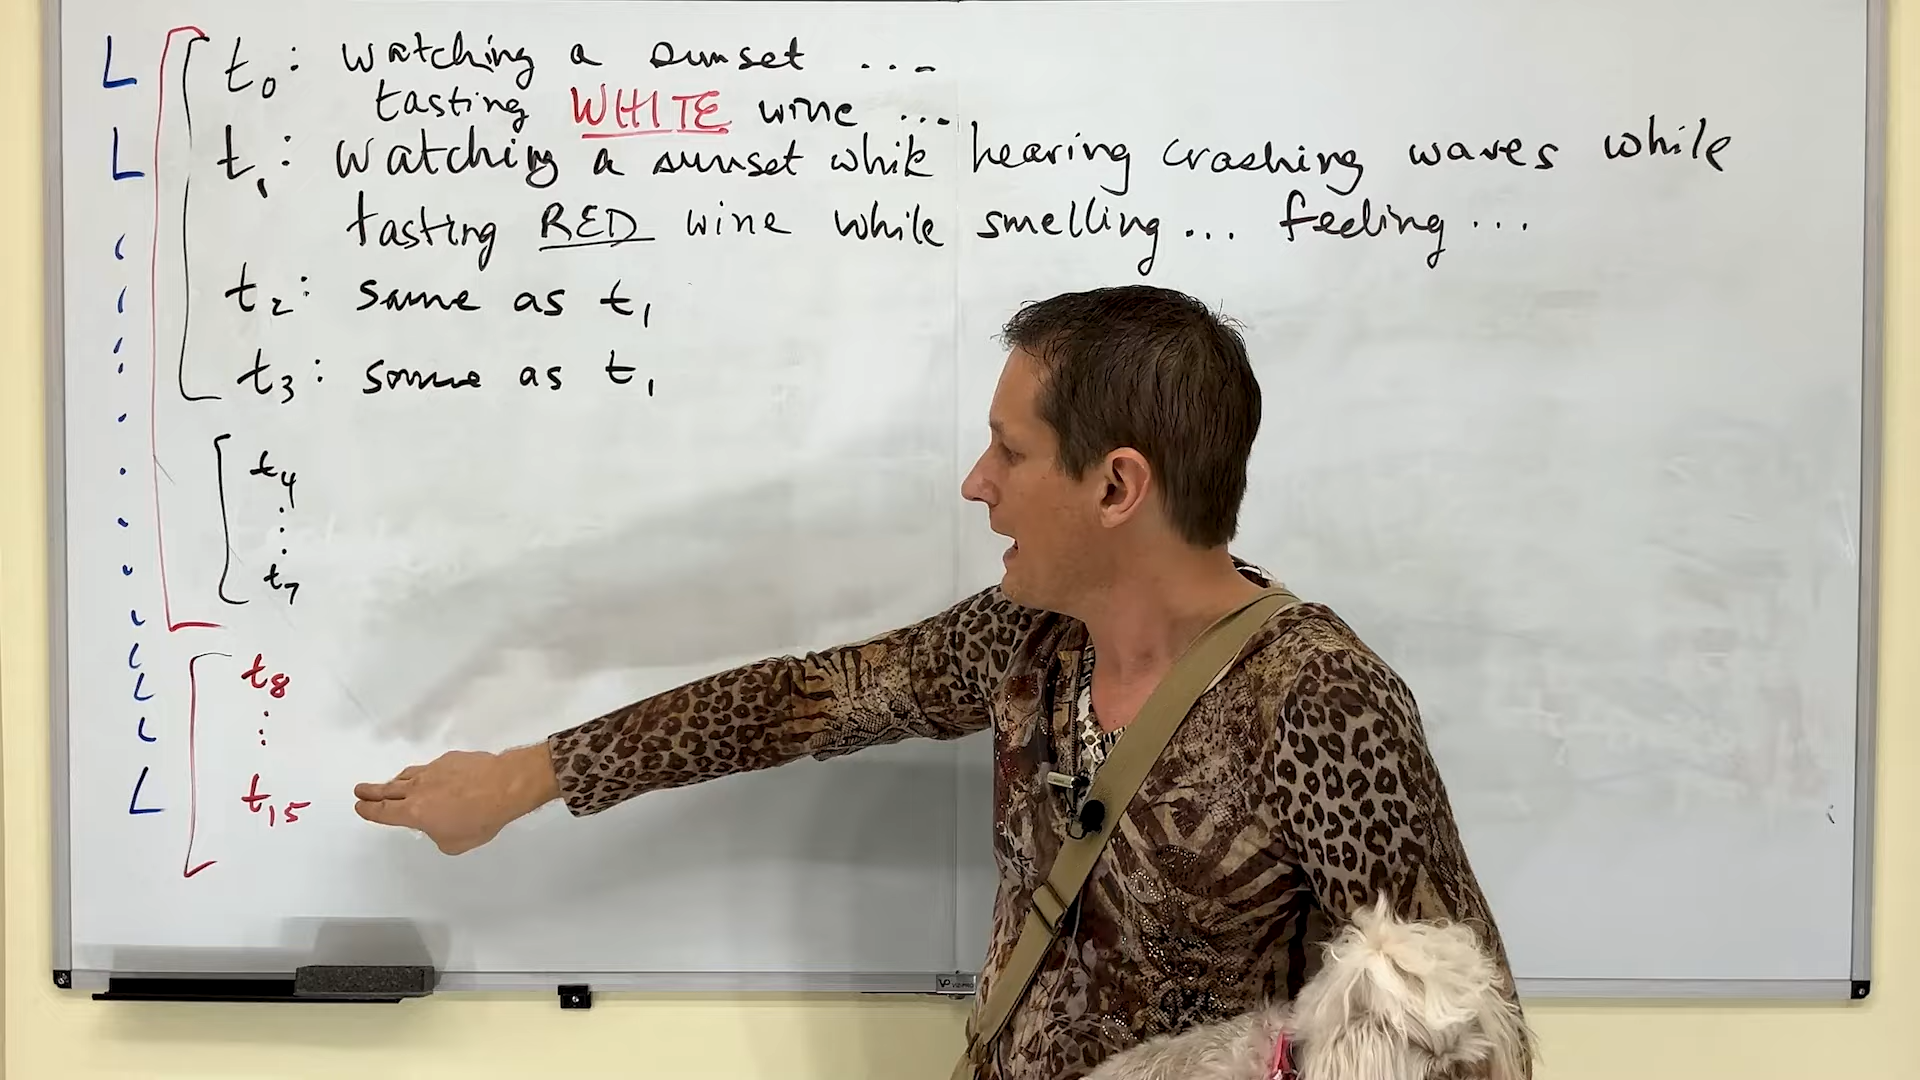 L t0: watching a sunset ....
tasting WHITE wine ...
L t1: watching a sunset while hearing crashing waves while
tasting RED wine while smelling... feeling...
t2: same as t1
t3: same as t1
t4
⋮
t7
t8
⋮
L t15